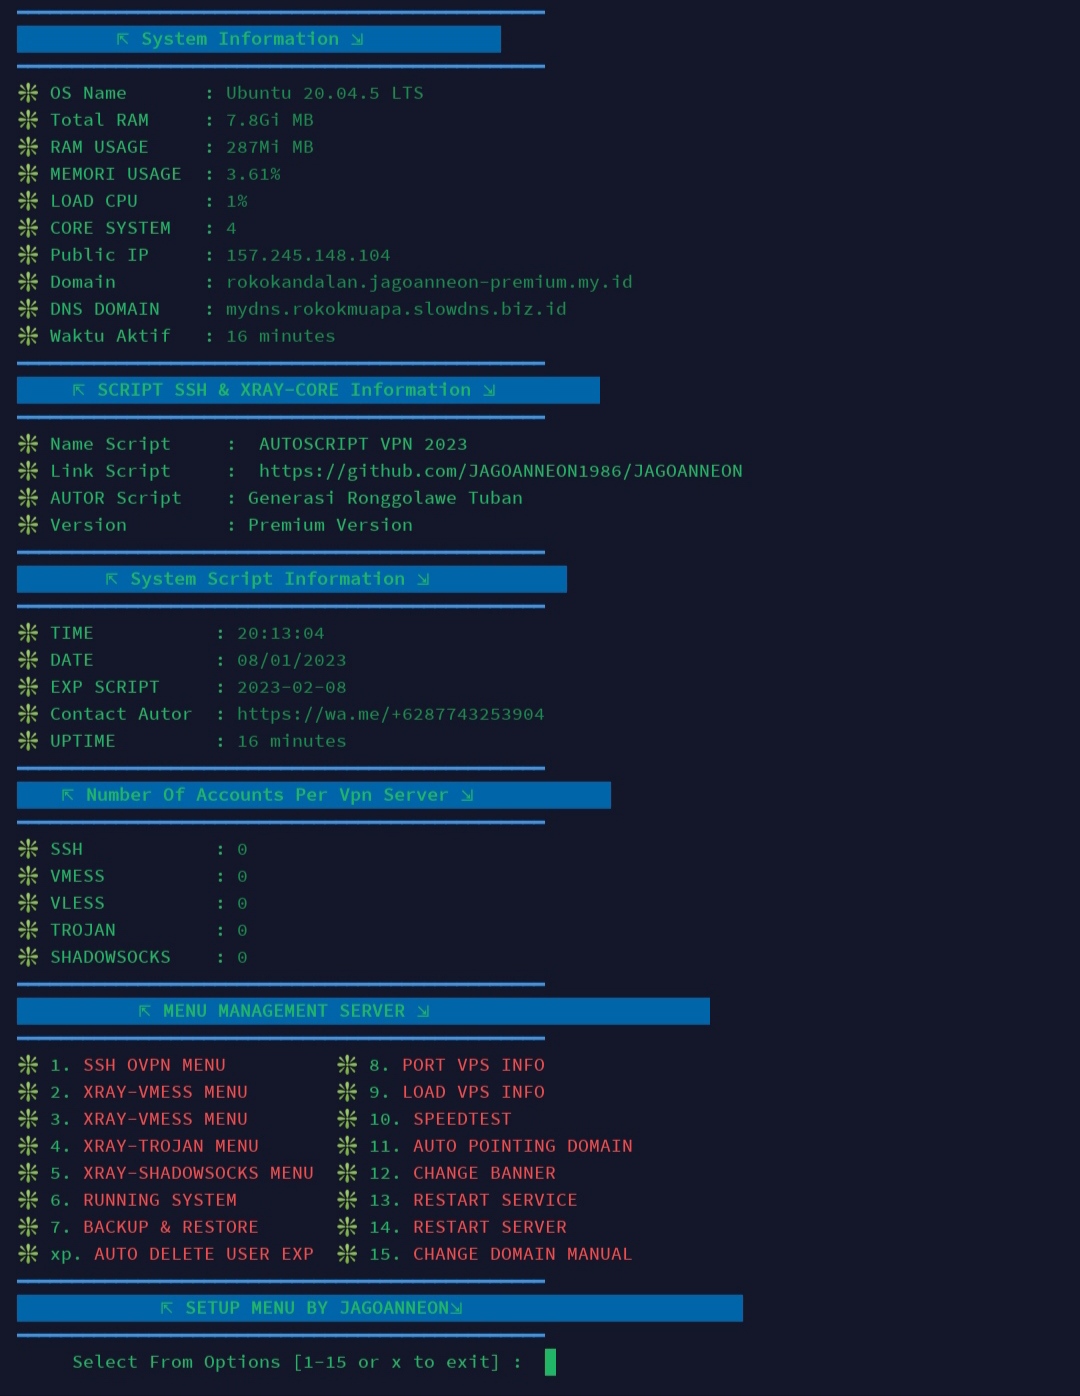 ⇱ System Information ⇲
❇ OS Name : Ubuntu 20.04.5 LTS
❇ Total RAM : 7.8Gi MB
❇ RAM USAGE : 287Mi MB
❇ MEMORI USAGE : 3.61%
❇ LOAD CPU : 1%
❇ CORE SYSTEM : 4
❇ Public IP : 157.245.148.104
❇ Domain : rokokandalan.jagoanneon-premium.my.id
❇ DNS DOMAIN : mydns.rokokmuapa.slowdns.biz.id
❇ Waktu Aktif : 16 minutes
⇱ SCRIPT SSH & XRAY-CORE Information ⇲
❇ Name Script : AUTOSCRIPT VPN 2023
❇ Link Script : https://github.com/JAGOANNEON1986/JAGOANNEON
❇ AUTOR Script : Generasi Ronggolawe Tuban
❇ Version : Premium Version
⇱ System Script Information ⇲
❇ TIME : 20:13:04
❇ DATE : 08/01/2023
❇ EXP SCRIPT : 2023-02-08
❇ Contact Autor : https://wa.me/+6287743253904
❇ UPTIME : 16 minutes
⇱ Number Of Accounts Per Vpn Server ⇲
❇ SSH : 0
❇ VMESS : 0
❇ VLESS : 0
❇ TROJAN : 0
❇ SHADOWSOCKS : 0
⇱ MENU MANAGEMENT SERVER ⇲
❇ 1. SSH OVPN MENU ❇ 8. PORT VPS INFO
❇ 2. XRAY-VMESS MENU ❇ 9. LOAD VPS INFO
❇ 3. XRAY-VMESS MENU ❇ 10. SPEEDTEST
❇ 4. XRAY-TROJAN MENU ❇ 11. AUTO POINTING DOMAIN
❇ 5. XRAY-SHADOWSOCKS MENU ❇ 12. CHANGE BANNER
❇ 6. RUNNING SYSTEM ❇ 13. RESTART SERVICE
❇ 7. BACKUP & RESTORE ❇ 14. RESTART SERVER
❇ xp. AUTO DELETE USER EXP ❇ 15. CHANGE DOMAIN MANUAL
⇱ SETUP MENU BY JAGOANNEON⇲
Select From Options [1-15 or x to exit] :